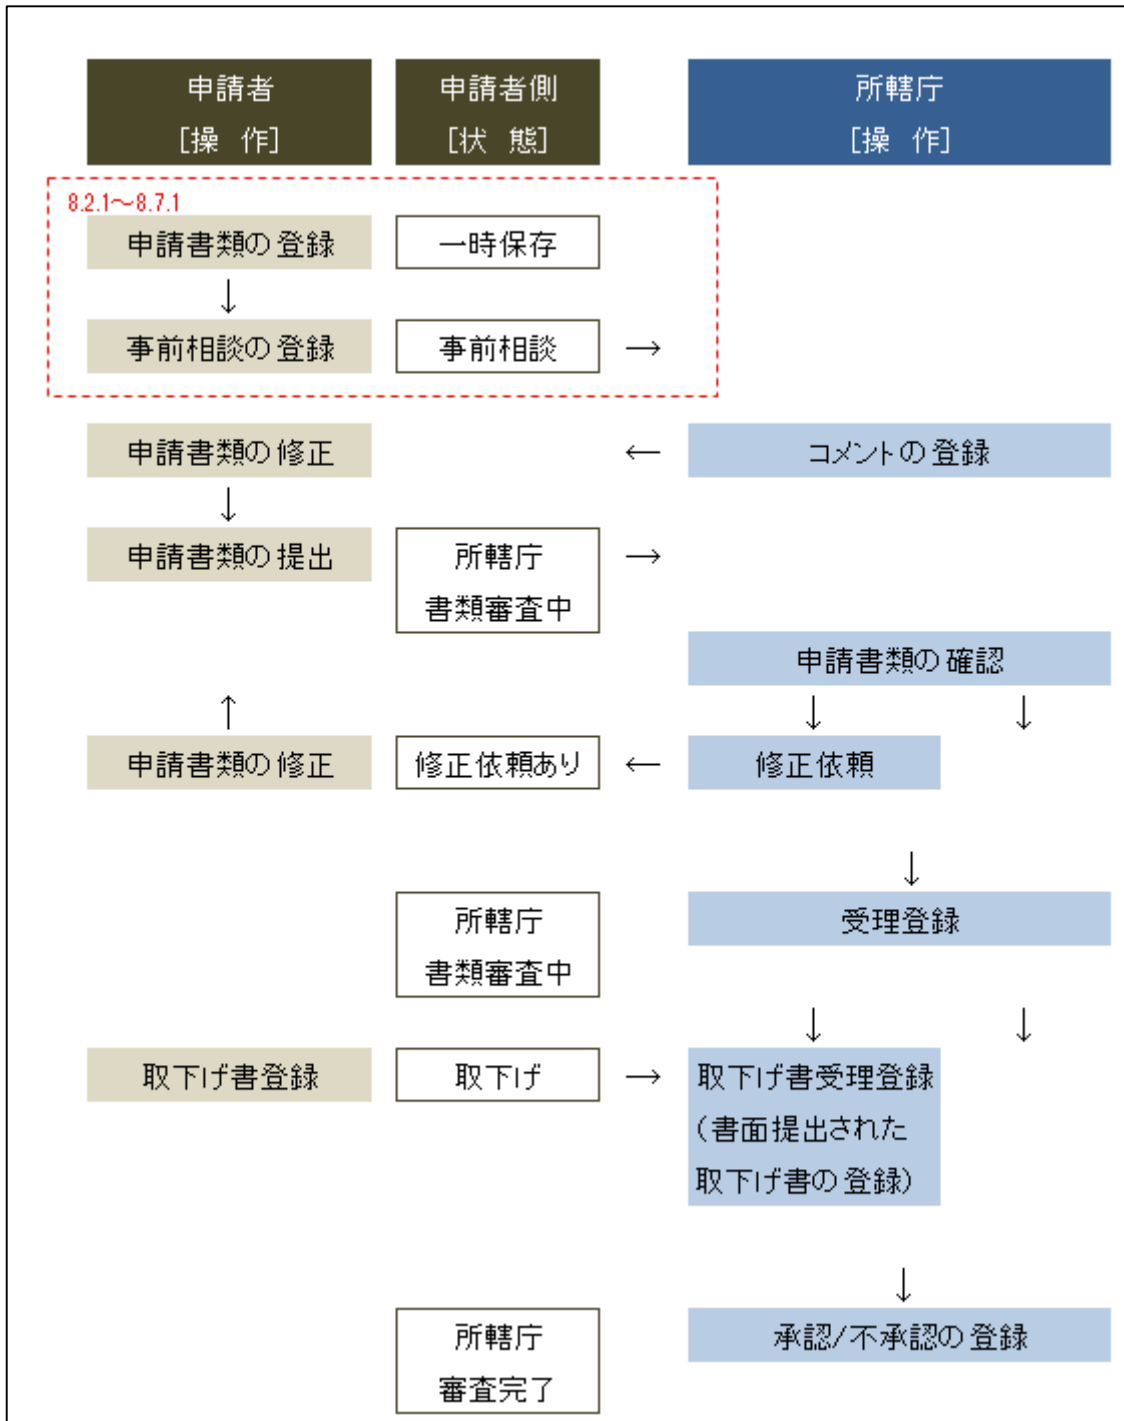 申請者
[操 作]
申請者側
[状 態]
所轄庁
[操 作]
8.2.1～8.7.1
申請書類の登録
一時保存
↓
事前相談の登録
事前相談
→
申請書類の修正
←
コメントの登録
↓
申請書類の提出
所轄庁
書類審査中
→
申請書類の確認
↑
↓
↓
申請書類の修正
修正依頼あり
←
修正依頼
↓
所轄庁
書類審査中
受理登録
↓
↓
取下げ書登録
取下げ
→
取下げ書受理登録
(書面提出された
取下げ書の登録)
↓
所轄庁
審査完了
承認/不承認の登録